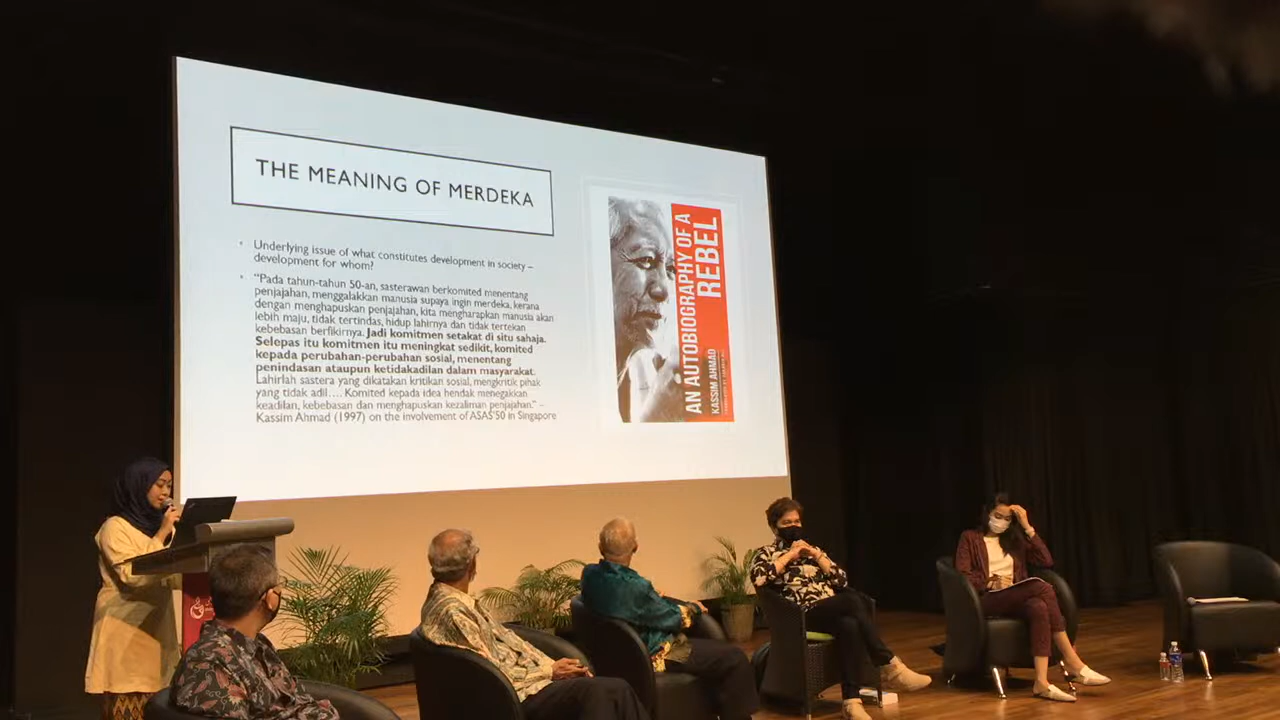 THE MEANING OF MERDEKA
• Underlying issue of what constitutes development in society –
development for whom?
• “Pada tahun-tahun 50-an, sasterawan berkomited menentang
penjajahan, menggalakkan manusia supaya ingin merdeka, kerana
dengan menghapuskan penjajahan, kita mengharapkan manusia akan
lebih maju, tidak tertindas, hidup lahirnya dan tidak tertekan
kebebasan berfikirnya. Jadi komitmen setakat di situ sahaja.
Selepas itu komitmen itu meningkat sedikit, komited
kepada perubahan-perubahan sosial, menentang
penindasan ataupun ketidakadilan dalam masyarakat.
Lahirlah sastera yang dikatakan kritikan sosial, mengkritik pihak
yang tidak adil.... Komited kepada idea hendak menegakkan
keadilan, kebebasan dan menghapuskan kezaliman penjajahan.” –
Kassim Ahmad (1997) on the involvement of ASAS'50 in Singapore
AN AUTOBIOGRAPHY OF A
REBEL
KASSIM AHMAD